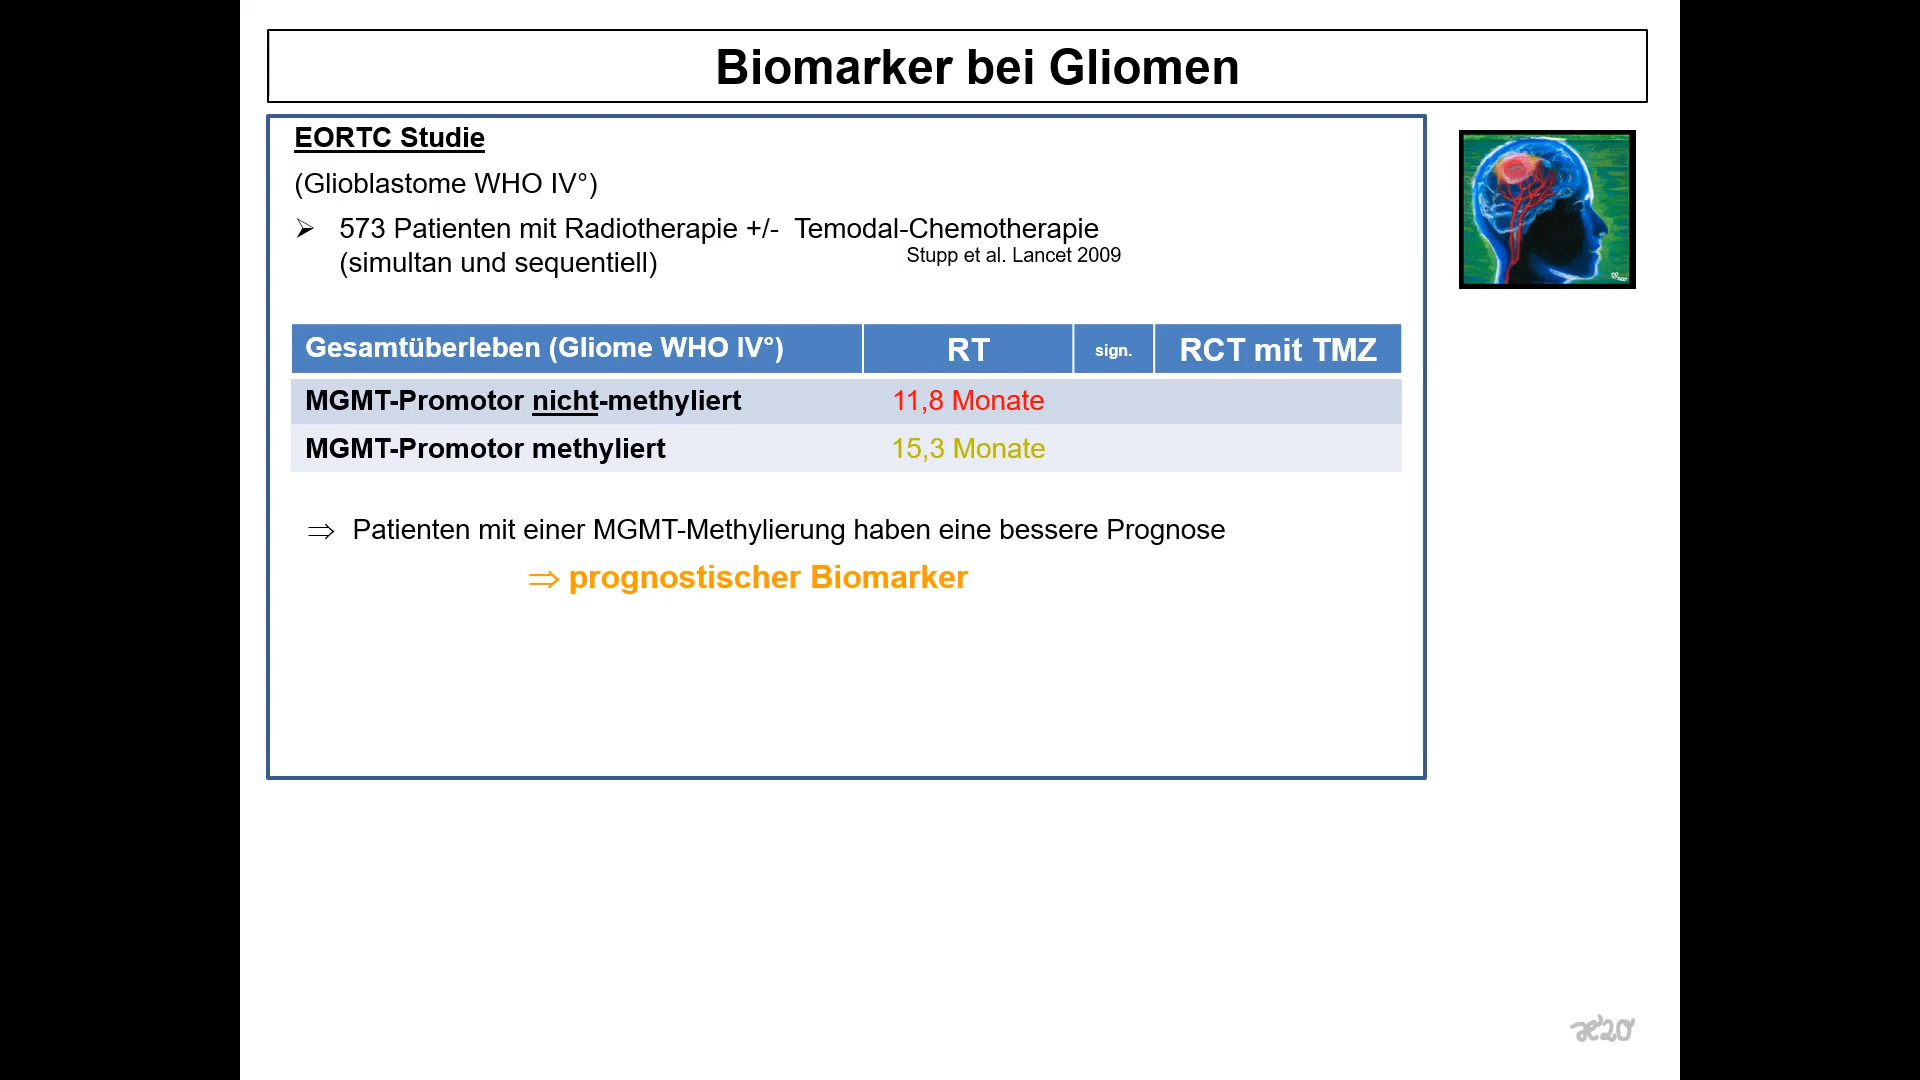 Biomarker bei Gliomen
EORTC Studie
(Glioblastome WHO IV°)
➢ 573 Patienten mit Radiotherapie +/- Temodal-Chemotherapie
(simultan und sequentiell)
Stupp et al. Lancet 2009
Gesamtüberleben (Gliome WHO IV°) RT sign. RCT mit TMZ
MGMT-Promotor nicht-methyliert 11,8 Monate
MGMT-Promotor methyliert 15,3 Monate
⇒ Patienten mit einer MGMT-Methylierung haben eine bessere Prognose
⇒ prognostischer Biomarker